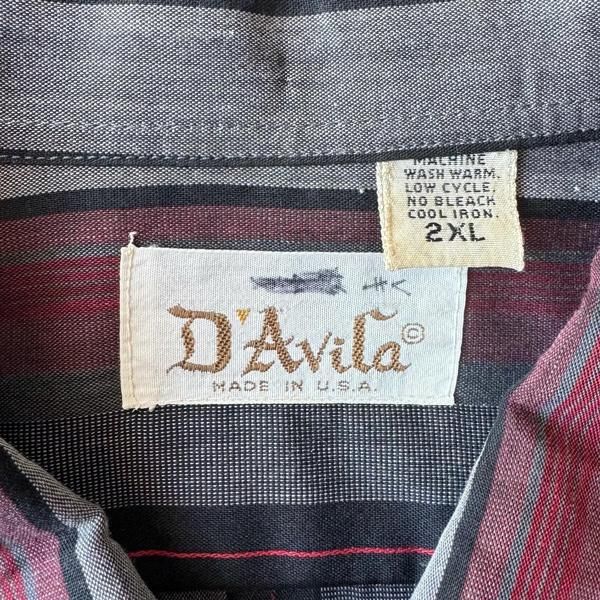 MACHINE
WASH WARM.
LOW CYCLE.
NO BLEACH
COOL IRON.
2XL
D'Avila©
MADE IN U.S.A.